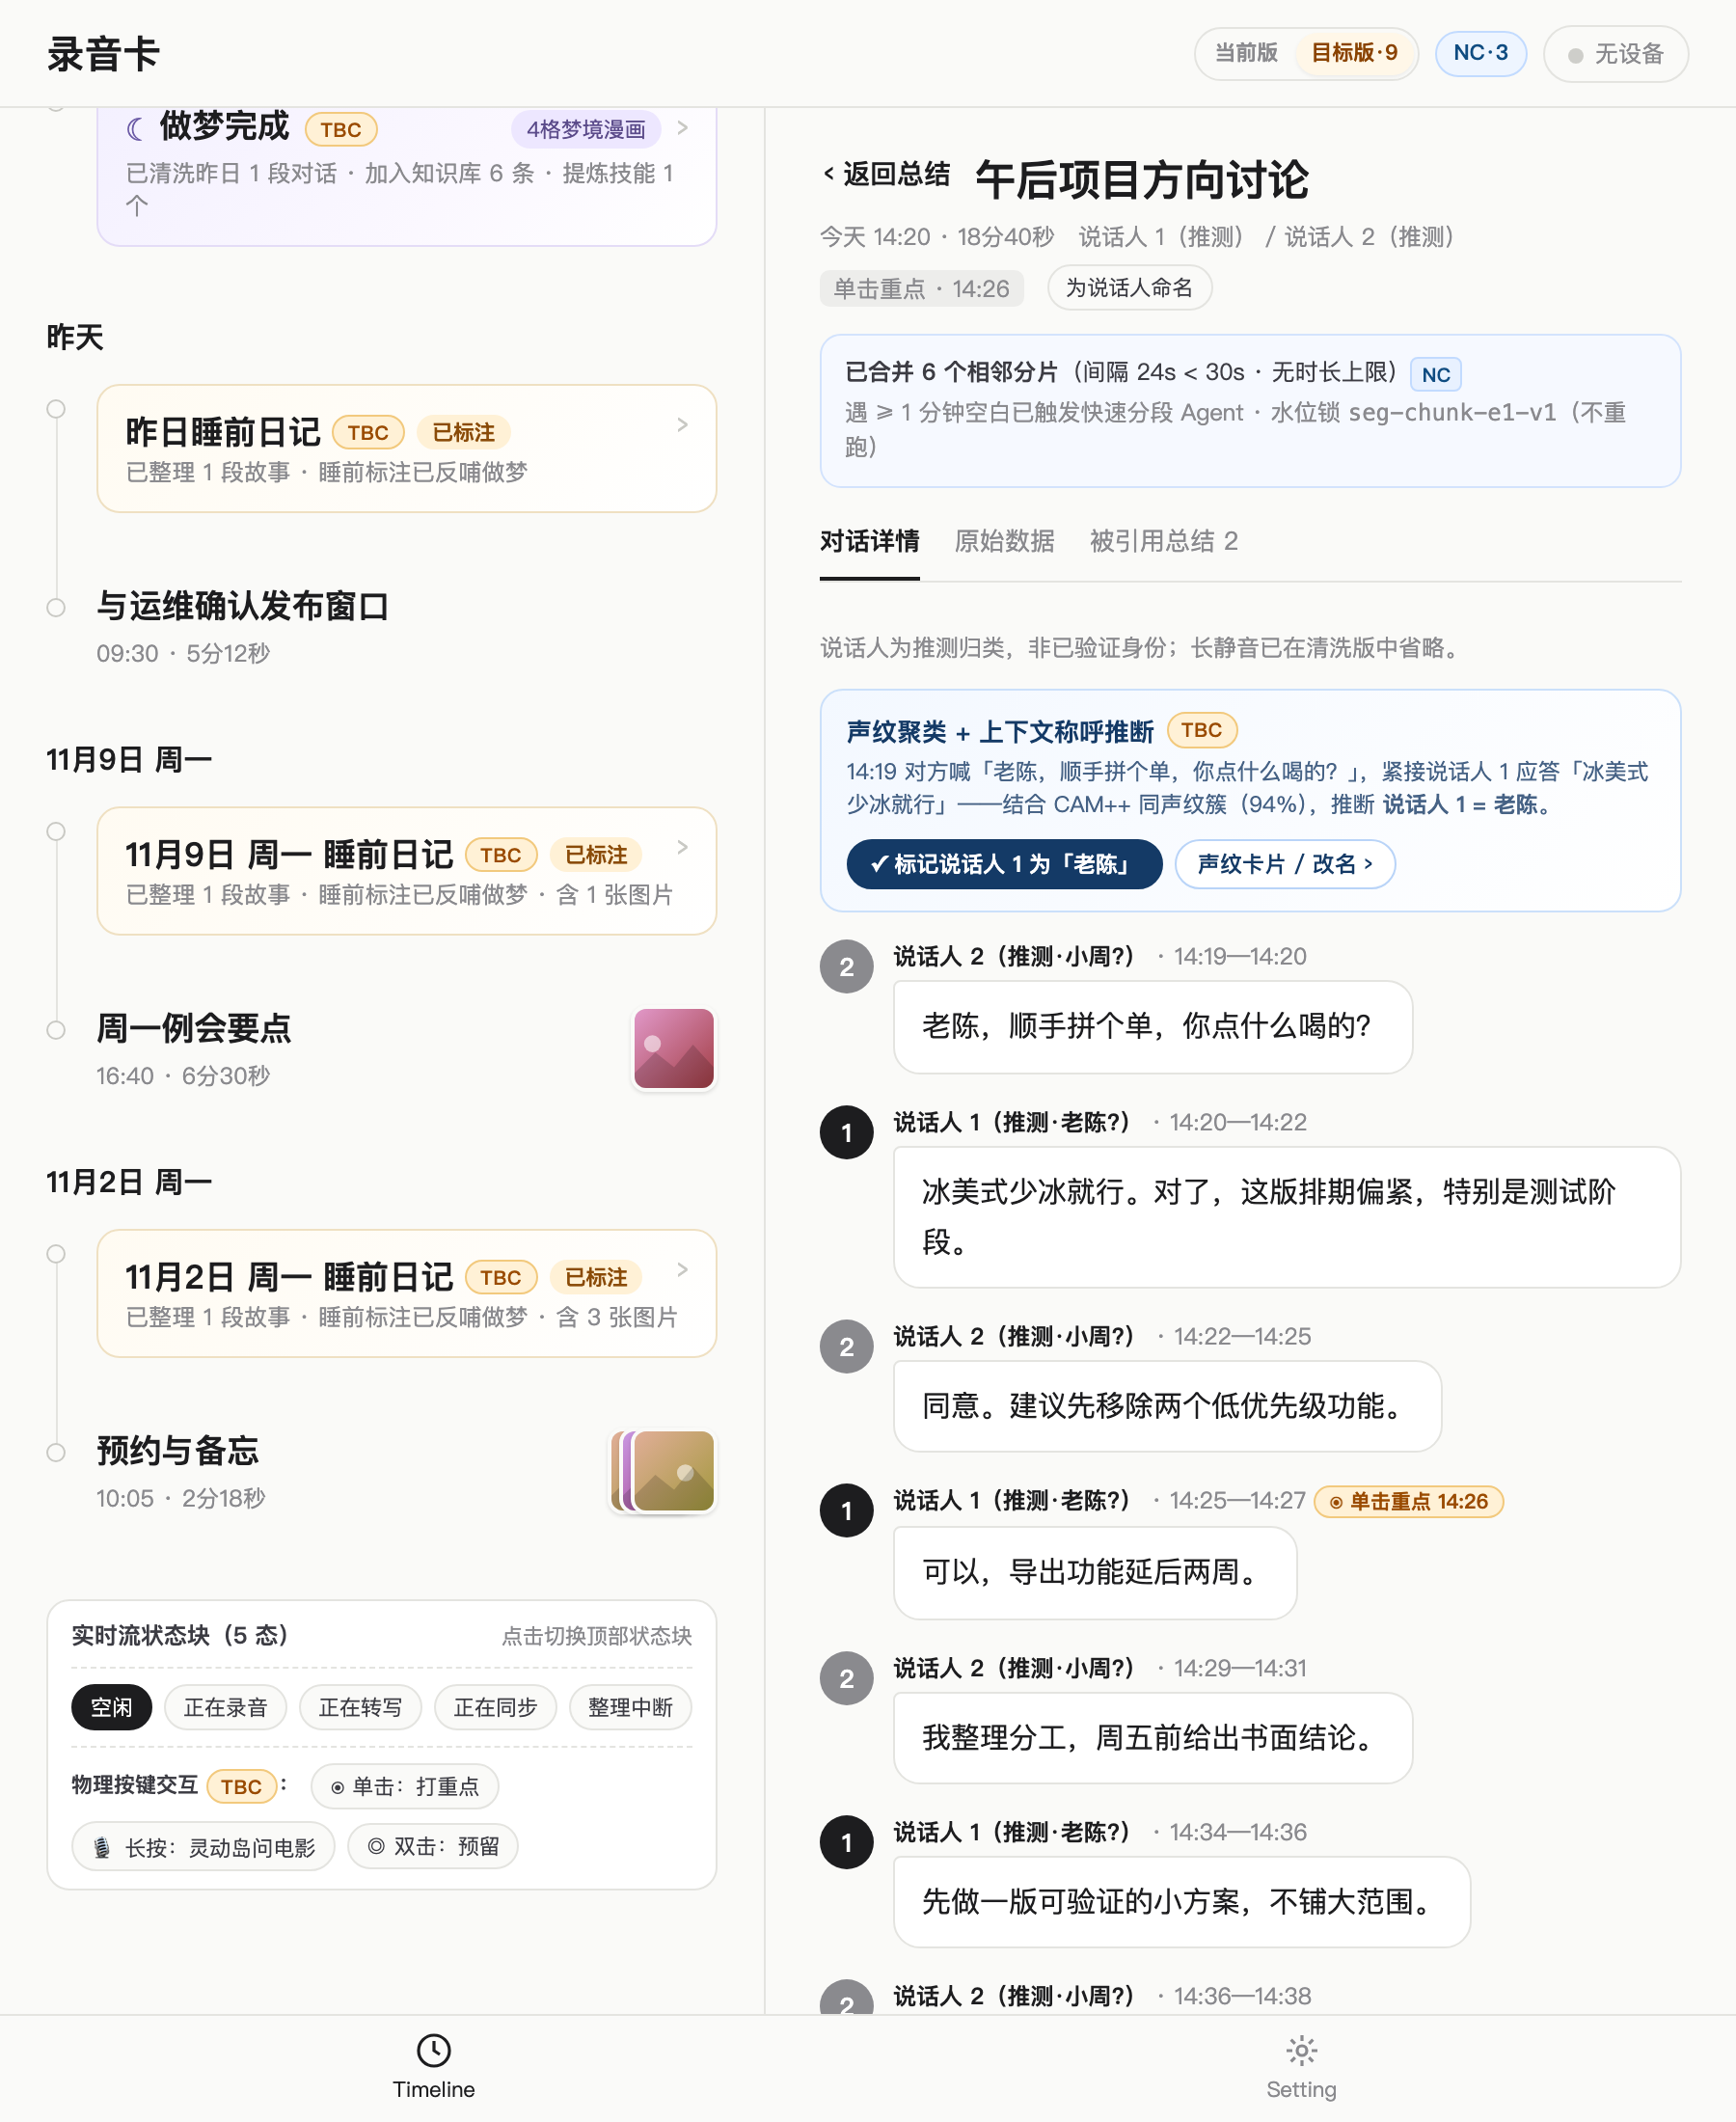 录音卡
当前版 目标版·9 NC·3 无设备
做梦完成 TBC 4格梦境漫画
已清洗昨日 1 段对话 · 加入知识库 6 条 · 提炼技能 1
个
昨天
昨日睡前日记 TBC 已标注
已整理 1 段故事 · 睡前标注已反哺做梦
与运维确认发布窗口
09:30 · 5分12秒
11月9日 周一
11月9日 周一 睡前日记 TBC 已标注
已整理 1 段故事 · 睡前标注已反哺做梦 · 含 1 张图片
周一例会要点
16:40 · 6分30秒
11月2日 周一
11月2日 周一 睡前日记 TBC 已标注
已整理 1 段故事 · 睡前标注已反哺做梦 · 含 3 张图片
预约与备忘
10:05 · 2分18秒
实时流状态块（5 态） 点击切换顶部状态块
空闲 正在录音 正在转写 正在同步 整理中断
物理按键交互 TBC ： ◉ 单击：打重点
🎙️ 长按：灵动岛问电影 ◎ 双击：预留
‹ 返回总结 午后项目方向讨论
今天 14:20 · 18分40秒 说话人 1（推测） / 说话人 2（推测）
单击重点 · 14:26 为说话人命名
已合并 6 个相邻分片（间隔 24s < 30s · 无时长上限） NC
遇 ≥ 1 分钟空白已触发快速分段 Agent · 水位锁 seg-chunk-e1-v1（不重
跑）
对话详情 原始数据 被引用总结 2
说话人为推测归类，非已验证身份；长静音已在清洗版中省略。
声纹聚类 + 上下文称呼推断 TBC
14:19 对方喊「老陈，顺手拼个单，你点什么喝的？」，紧接说话人 1 应答「冰美式
少冰就行」——结合 CAM++ 同声纹簇（94%），推断 说话人 1 = 老陈。
✓ 标记说话人 1 为「老陈」 声纹卡片 / 改名 ›
2 说话人 2（推测·小周?） · 14:19—14:20
老陈，顺手拼个单，你点什么喝的？
1 说话人 1（推测·老陈?） · 14:20—14:22
冰美式少冰就行。对了，这版排期偏紧，特别是测试阶
段。
2 说话人 2（推测·小周?） · 14:22—14:25
同意。建议先移除两个低优先级功能。
1 说话人 1（推测·老陈?） · 14:25—14:27 ◉ 单击重点 14:26
可以，导出功能延后两周。
2 说话人 2（推测·小周?） · 14:29—14:31
我整理分工，周五前给出书面结论。
1 说话人 1（推测·老陈?） · 14:34—14:36
先做一版可验证的小方案，不铺大范围。
2 说话人 2（推测·小周?） · 14:36—14:38
Timeline Setting